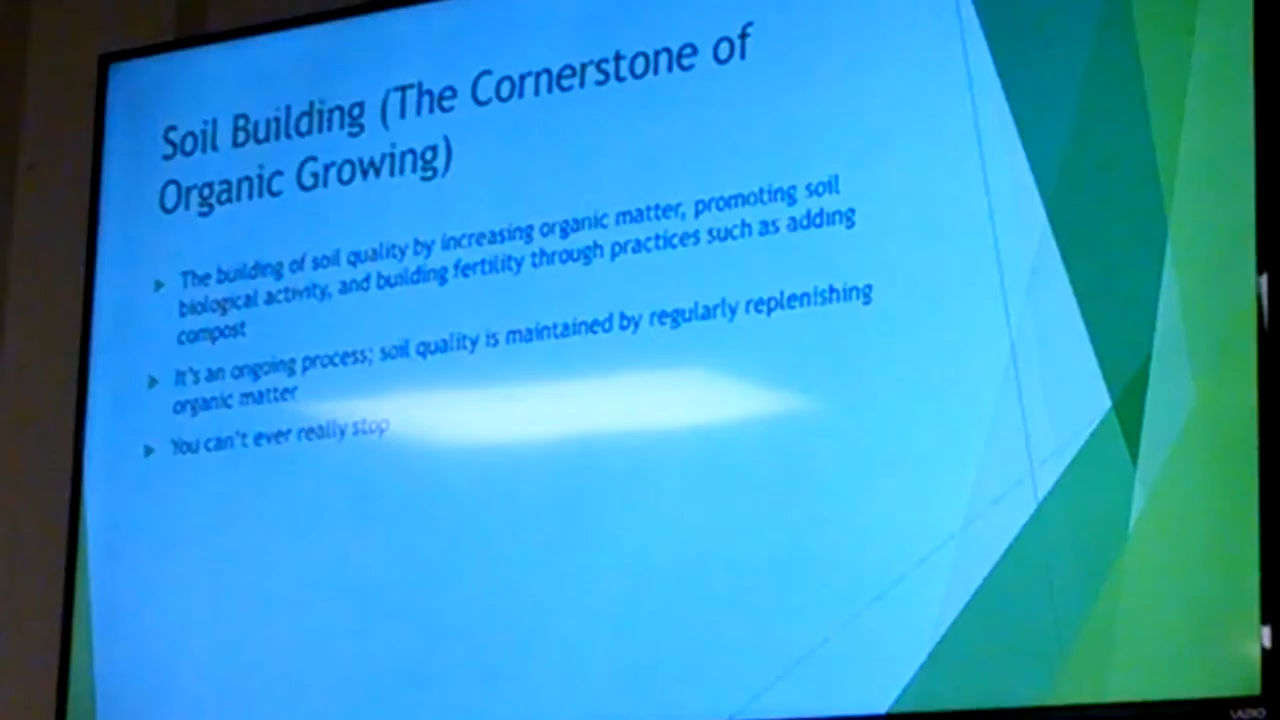 Soil Building (The Cornerstone of
Organic Growing)
The building of soil quality by increasing organic matter, promoting soil
biological activity, and building fertility through practices such as adding
compost
It's an ongoing process; soil quality is maintained by regularly replenishing
organic matter
You can't ever really stop